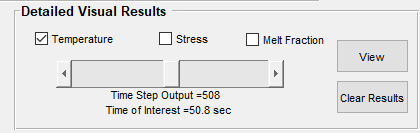 Detailed Visual Results
Temperature
Stress
Melt Fraction
View
Time Step Output =508
Time of Interest =50.8 sec
Clear Results